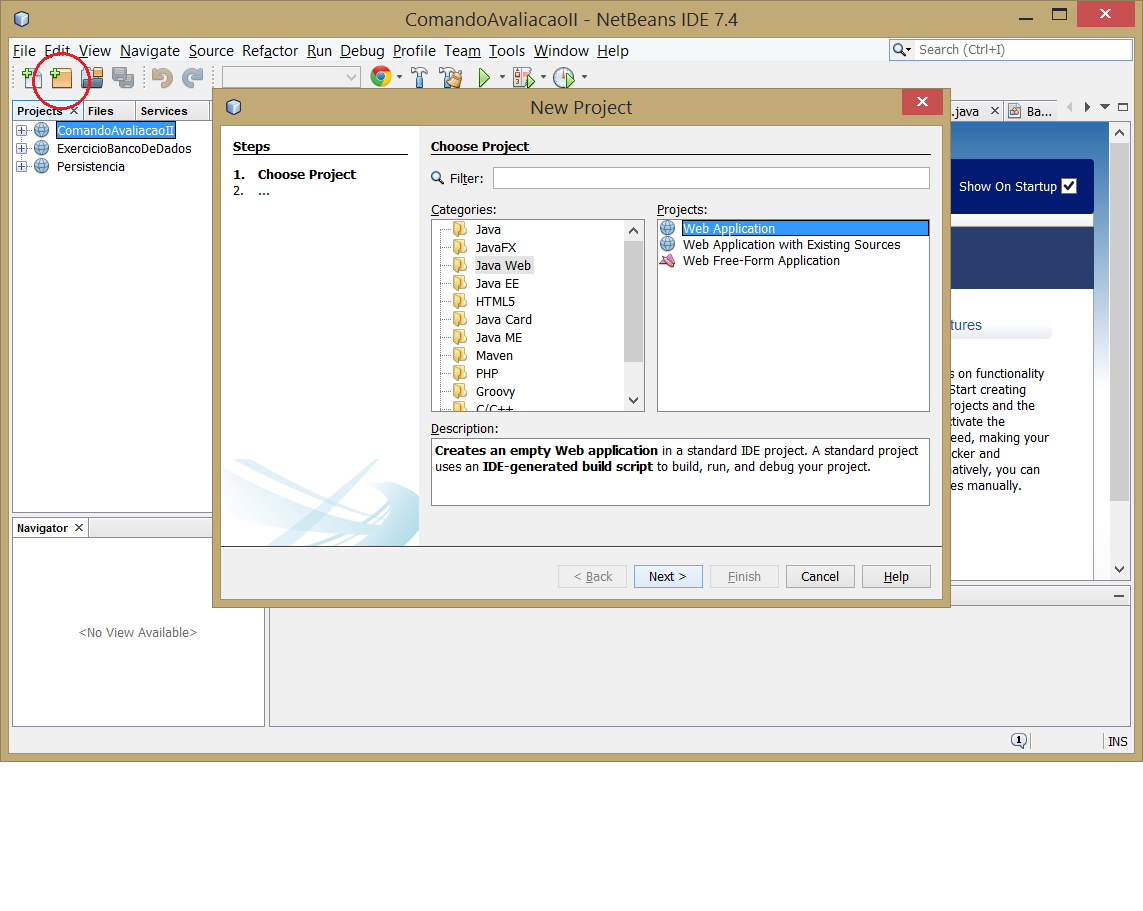 ComandoAvaliacaoII - NetBeans IDE 7.4
File Edit View Navigate Source Refactor Run Debug Profile Team Tools Window Help
Search (Ctrl+I)
Projects Files Services
ComandoAvaliacaoII
ExercicioBancoDeDados
Persistencia
New Project
.java Ba...
Steps
1. Choose Project
2. ...
Choose Project
Filter:
Categories:
Java
JavaFX
Java Web
Java EE
HTML5
Java Card
Java ME
Maven
PHP
Groovy
C/C++
Projects:
Web Application
Web Application with Existing Sources
Web Free-Form Application
Description:
Creates an empty Web application in a standard IDE project. A standard project
uses an IDE-generated build script to build, run, and debug your project.
< Back Next > Finish Cancel Help
Show On Startup
tures
s on functionality
Start creating
rojects and the
tivate the
eed, making your
cker and
natively, you can
es manually.
Navigator
<No View Available>
1
INS